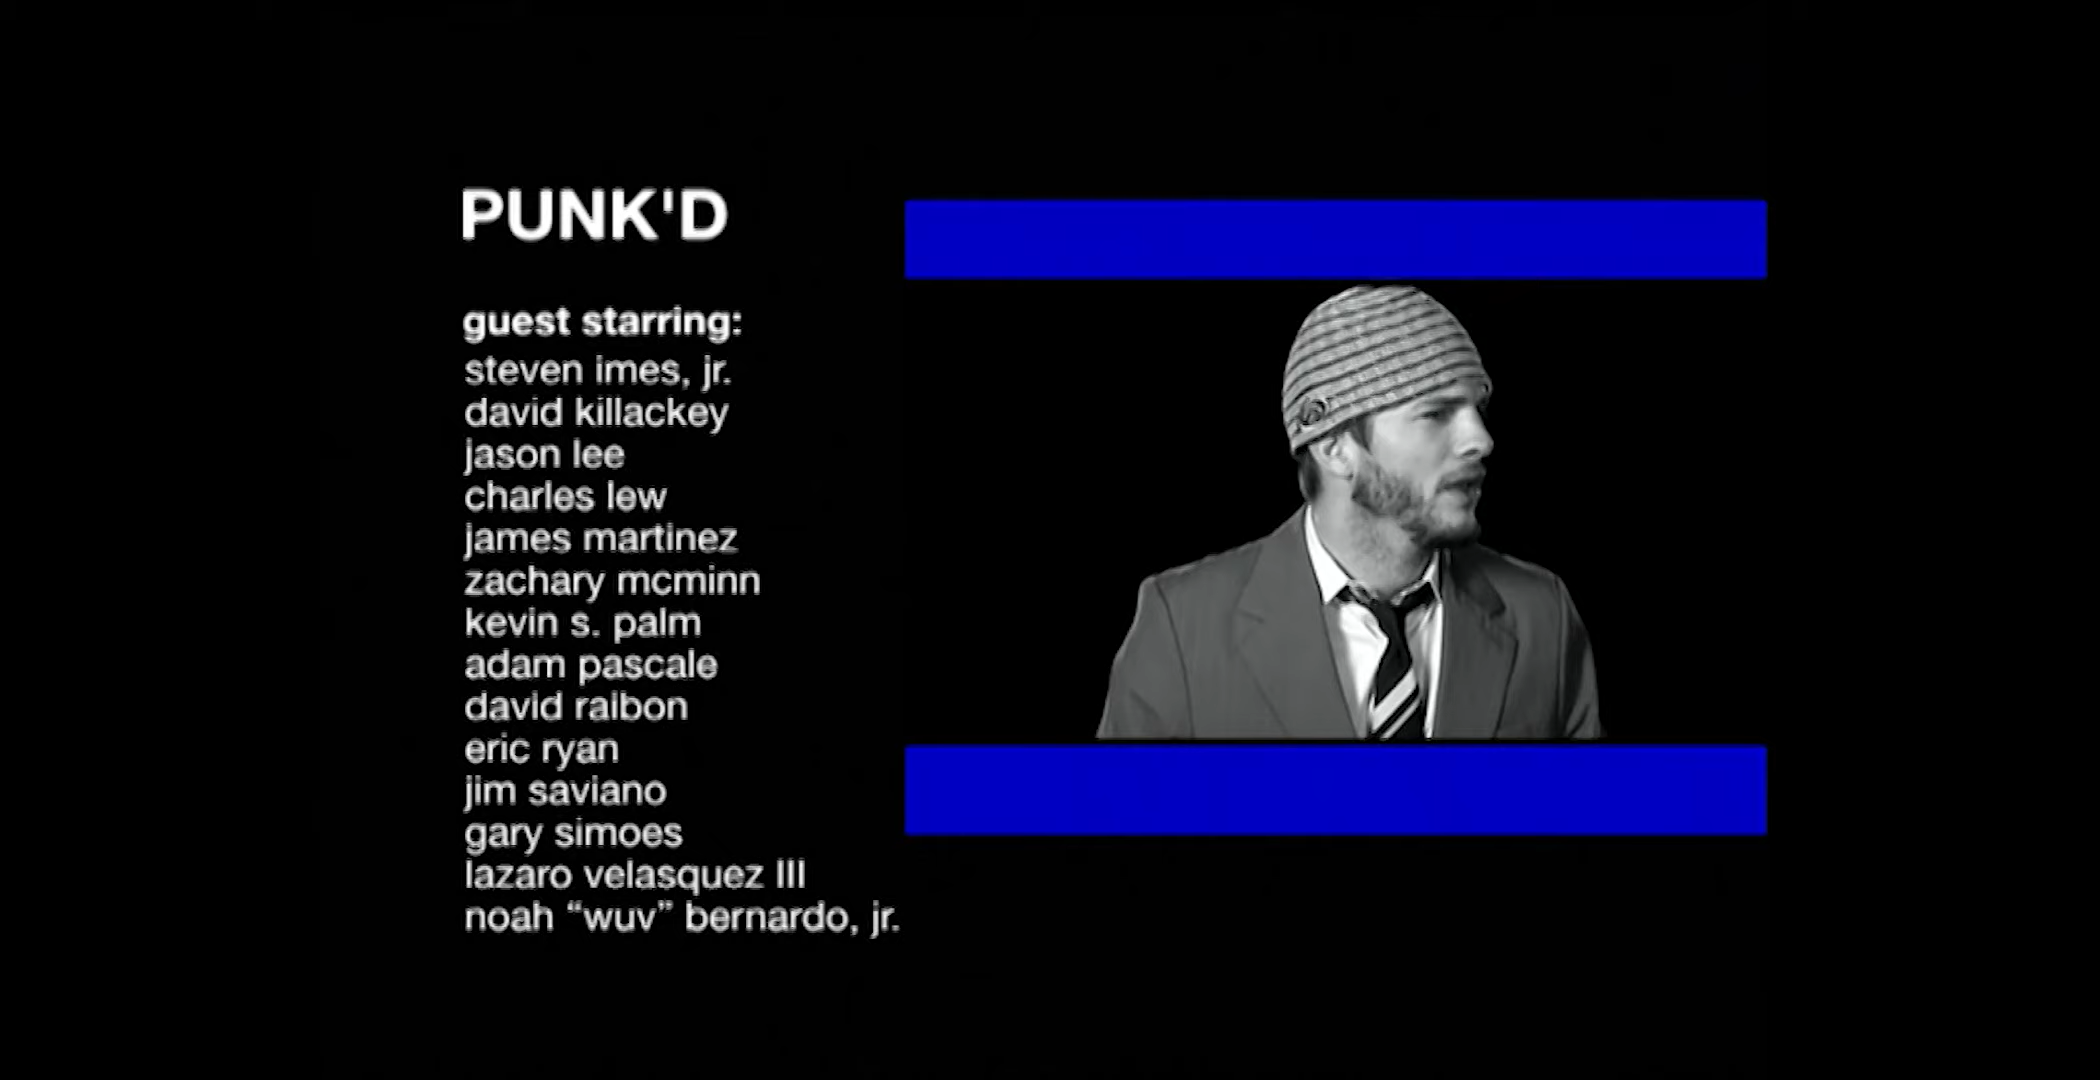 PUNK'D
guest starring:
steven imes, jr.
david killackey
jason lee
charles lew
james martinez
zachary mcminn
kevin s. palm
adam pascale
david ralbon
eric ryan
jim saviano
gary simoes
lazaro velasquez III
noah “wuv” bernardo, jr.